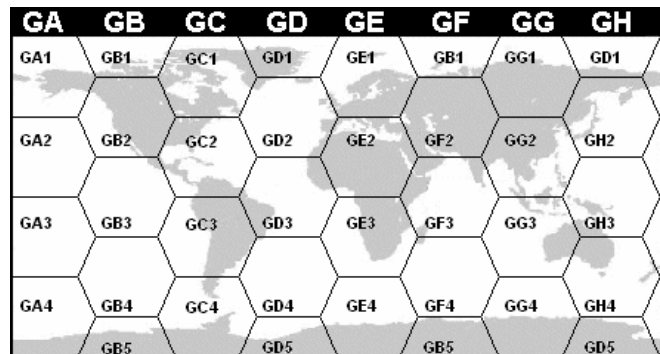 GA GB GC GD GE GF GG GH
GA1 GB1 GC1 GD1 GE1 GB1 GG1 GD1
GA2 GB2 GC2 GD2 GE2 GF2 GG2 GH2
GA3 GB3 GC3 GD3 GE3 GF3 GG3 GH3
GA4 GB4 GC4 GD4 GE4 GF4 GG4 GH4
GB5 GD5 GB5 GD5